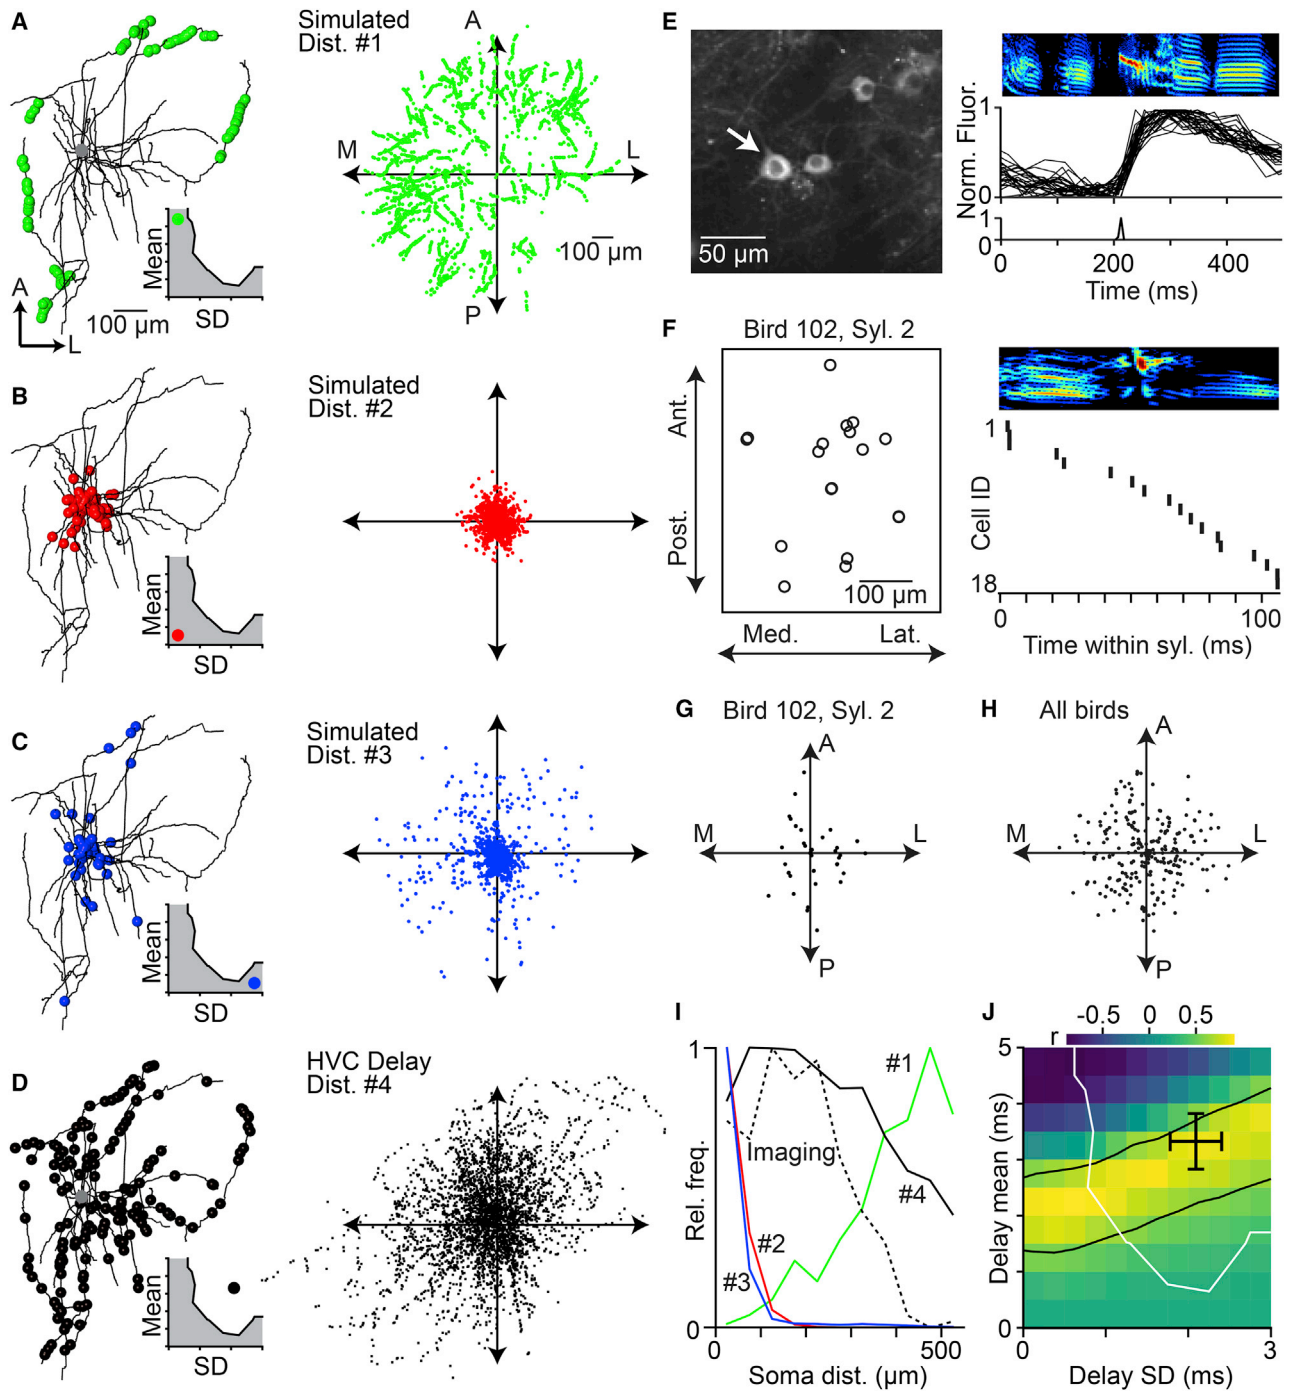 A
Simulated
Dist. #1
A
M
L
P
100 µm
Mean
SD
A
L
100 µm
B
Simulated
Dist. #2
Mean
SD
C
Simulated
Dist. #3
Mean
SD
D
HVC Delay
Dist. #4
Mean
SD
E
50 µm
Norm. Fluor.
1
0
1
0
0
200
400
Time (ms)
F
Bird 102, Syl. 2
Ant.
Post.
100 µm
Med.
Lat.
Cell ID
1
18
0
100
Time within syl. (ms)
G
Bird 102, Syl. 2
A
M
L
P
H
All birds
A
M
L
P
I
Rel. freq.
1
0
#1
Imaging
#4
#2
#3
0
500
Soma dist. (µm)
J
r
-0.5
0
0.5
Delay mean (ms)
5
0
0
3
Delay SD (ms)